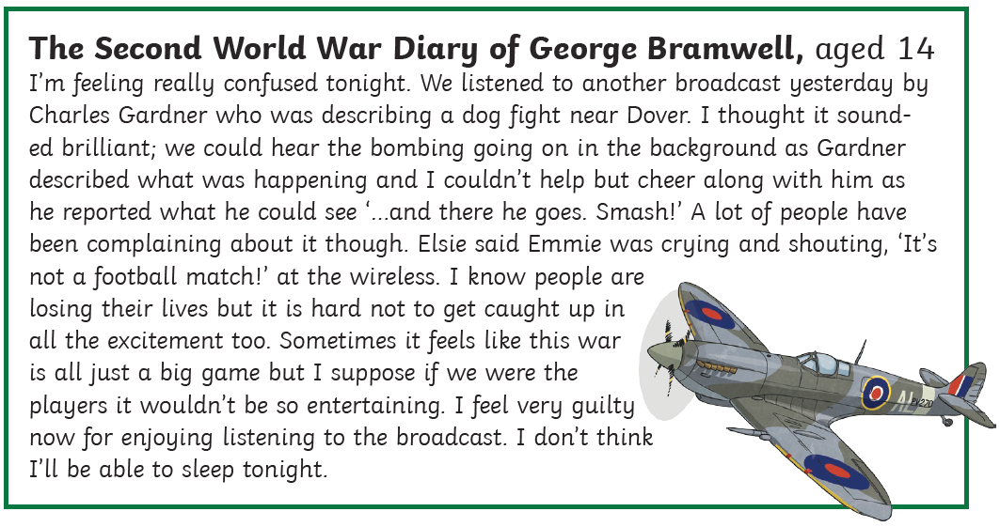 The Second World War Diary of George Bramwell, aged 14
I'm feeling really confused tonight. We listened to another broadcast yesterday by
Charles Gardner who was describing a dog fight near Dover. I thought it sound-
ed brilliant; we could hear the bombing going on in the background as Gardner
described what was happening and I couldn't help but cheer along with him as
he reported what he could see '...and there he goes. Smash!' A lot of people have
been complaining about it though. Elsie said Emmie was crying and shouting, 'It's
not a football match!' at the wireless. I know people are
losing their lives but it is hard not to get caught up in
all the excitement too. Sometimes it feels like this war
is all just a big game but I suppose if we were the
players it wouldn't be so entertaining. I feel very guilty
now for enjoying listening to the broadcast. I don't think
I'll be able to sleep tonight.
AL